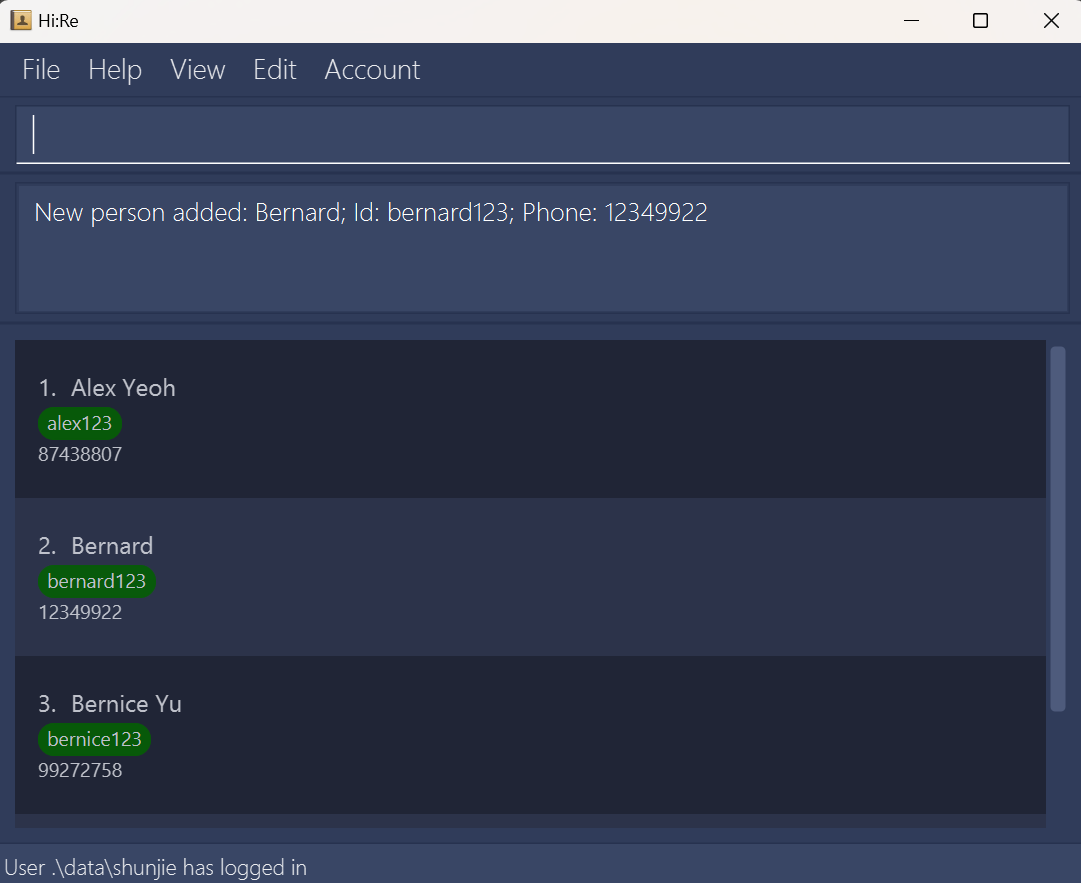 Hi:Re
File Help View Edit Account
New person added: Bernard; Id: bernard123; Phone: 12349922
1. Alex Yeoh
alex123
87438807
2. Bernard
bernard123
12349922
3. Bernice Yu
bernice123
99272758
User .\data\shunjie has logged in